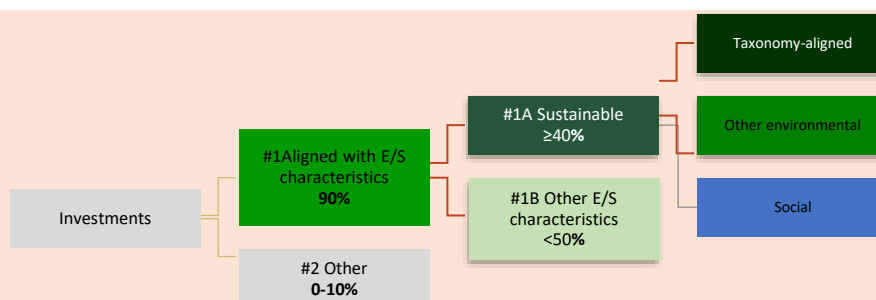 Taxonomy-aligned
#1A Sustainable
≥40%
Other environmental
#1Aligned with E/S
characteristics
90%
#1B Other E/S
characteristics
<50%
Social
Investments
#2 Other
0-10%